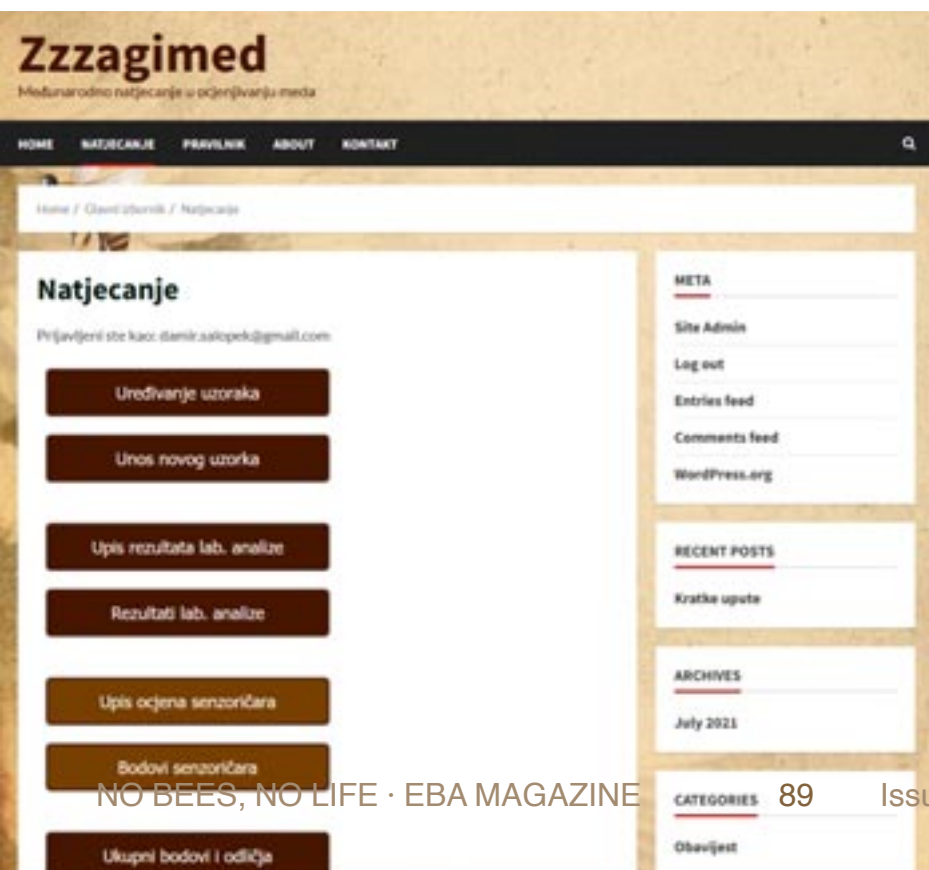 Zzzagimed
Međunarodno natjecanje u ocjenjivanju meda
HOME NATJECANJE PRAVILNIK ABOUT KONTAKT
Home / Glavni izbornik / Natjecanje
Natjecanje
Prijavljeni ste kao: damir.salopek@gmail.com
Uređivanje uzoraka
Unos novog uzorka
Upis rezultata lab. analize
Rezultati lab. analize
Upis ocjena senzoričara
Bodovi senzoričara
Ukupni bodovi i odličja
META
Site Admin
Log out
Entries feed
Comments feed
WordPress.org
RECENT POSTS
Kratke upute
ARCHIVES
July 2021
CATEGORIES
Obavijest
NO BEES, NO LIFE · EBA MAGAZINE 89 Issu